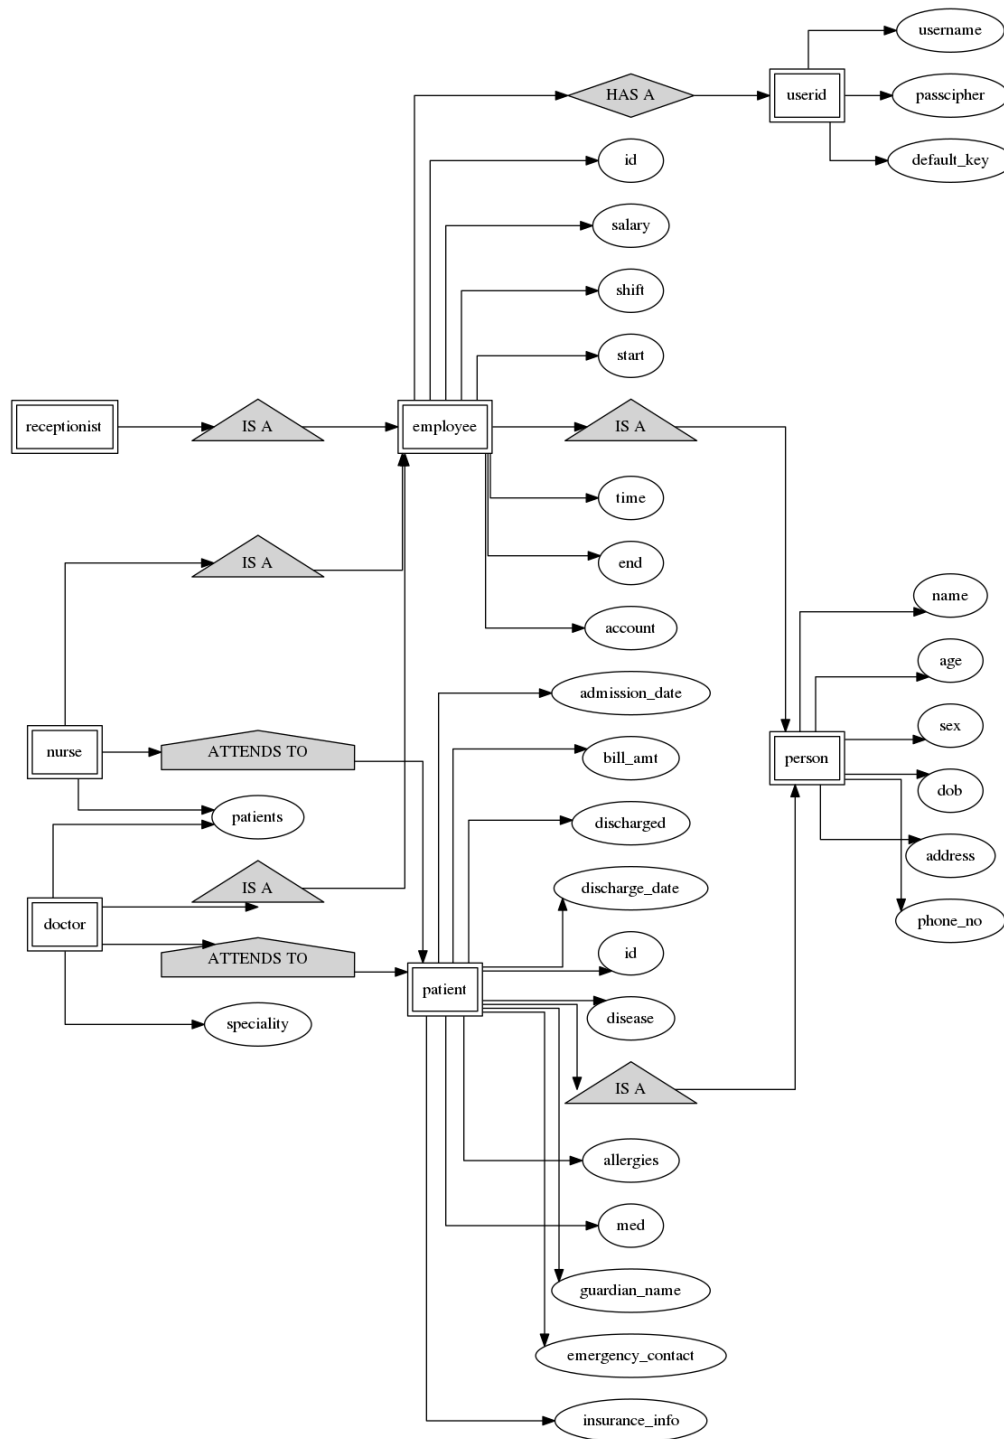 username
HAS A
userid
passcipher
id
default_key
salary
shift
start
receptionist
IS A
employee
IS A
time
IS A
end
name
account
age
admission_date
sex
nurse
ATTENDS TO
bill_amt
person
dob
patients
discharged
address
IS A
discharge_date
doctor
phone_no
ATTENDS TO
id
patient
speciality
disease
IS A
allergies
med
guardian_name
emergency_contact
insurance_info